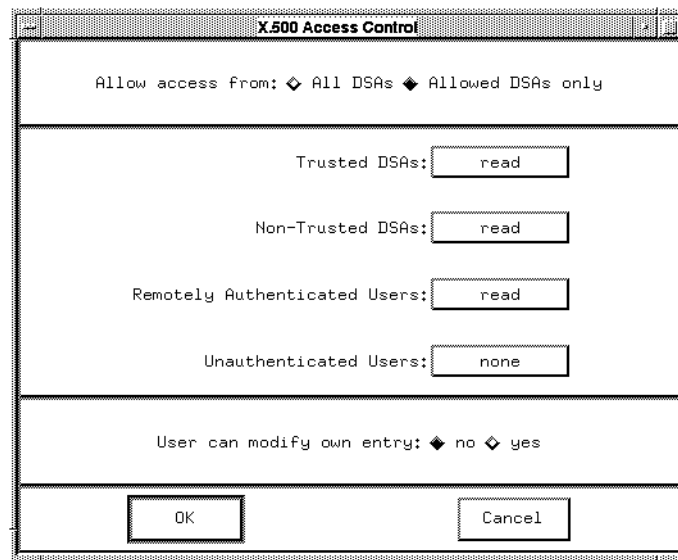 X.500 Access Control
Allow access from: All DSAs Allowed DSAs only
Trusted DSAs: read
Non-Trusted DSAs: read
Remotely Authenticated Users: read
Unauthenticated Users: none
User can modify own entry: no yes
OK Cancel